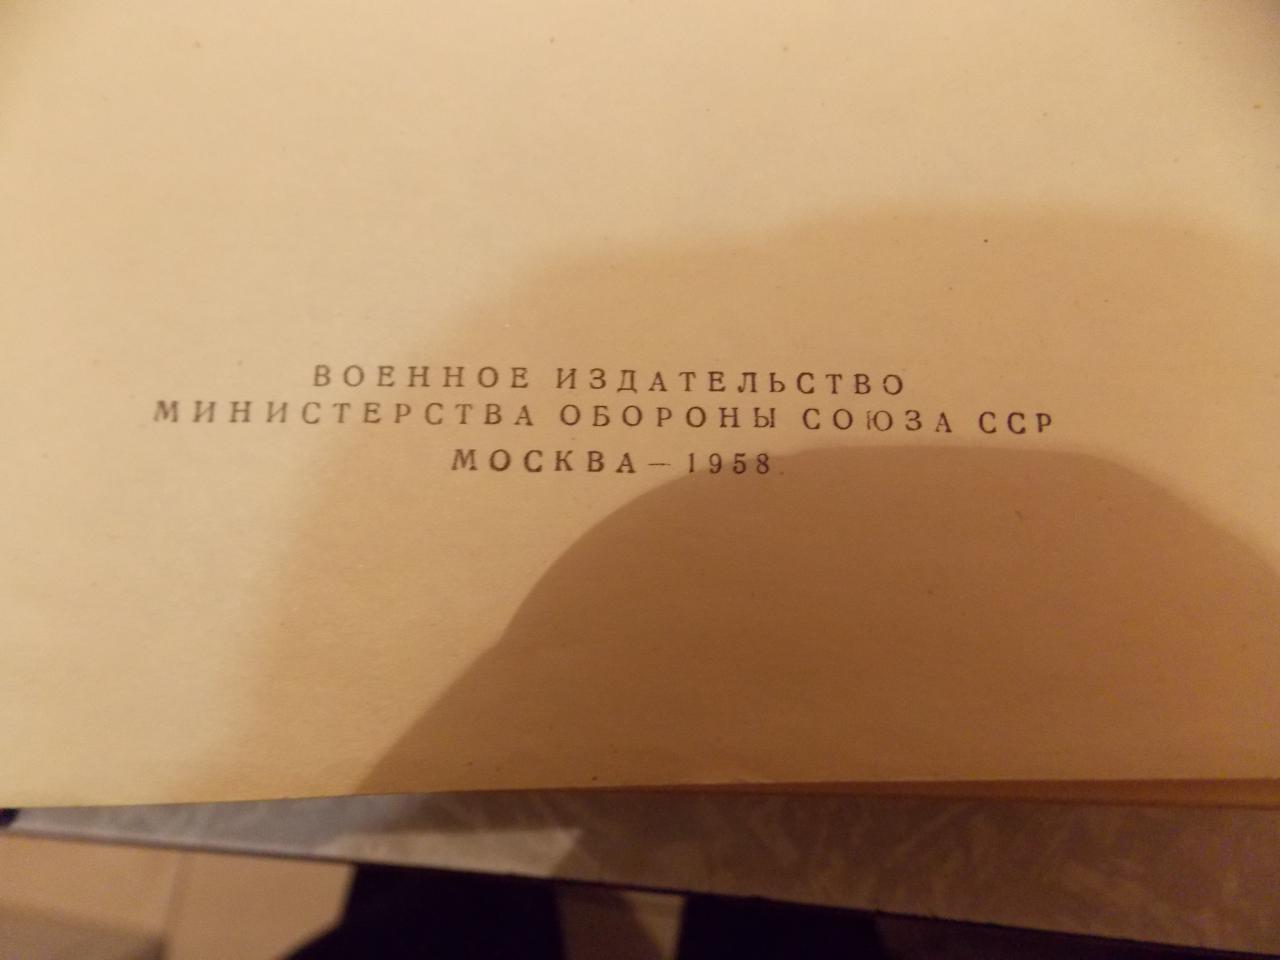 ВОЕННОЕ ИЗДАТЕЛЬСТВО
МИНИСТЕРСТВА ОБОРОНЫ СОЮЗА ССР
МОСКВА — 1958